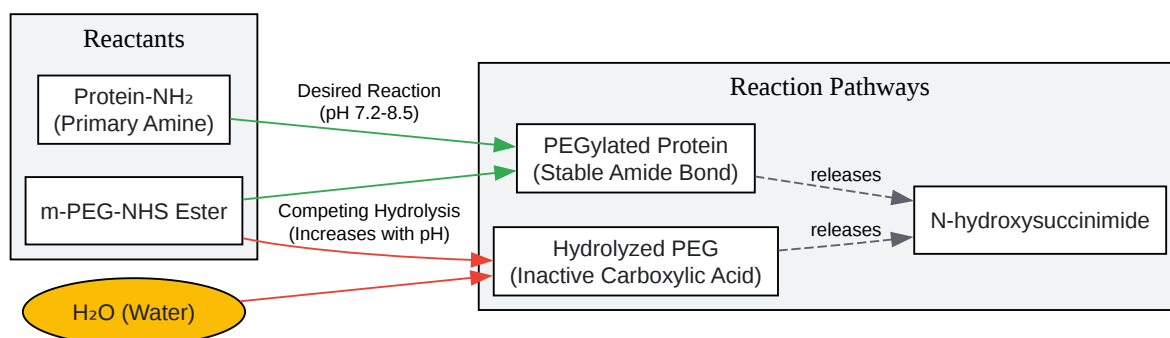 Reactants
Protein-NH₂
(Primary Amine)
m-PEG-NHS Ester
H₂O (Water)
Desired Reaction
(pH 7.2-8.5)
Competing Hydrolysis
(Increases with pH)
Reaction Pathways
PEGylated Protein
(Stable Amide Bond)
Hydrolyzed PEG
(Inactive Carboxylic Acid)
releases
releases
N-hydroxysuccinimide